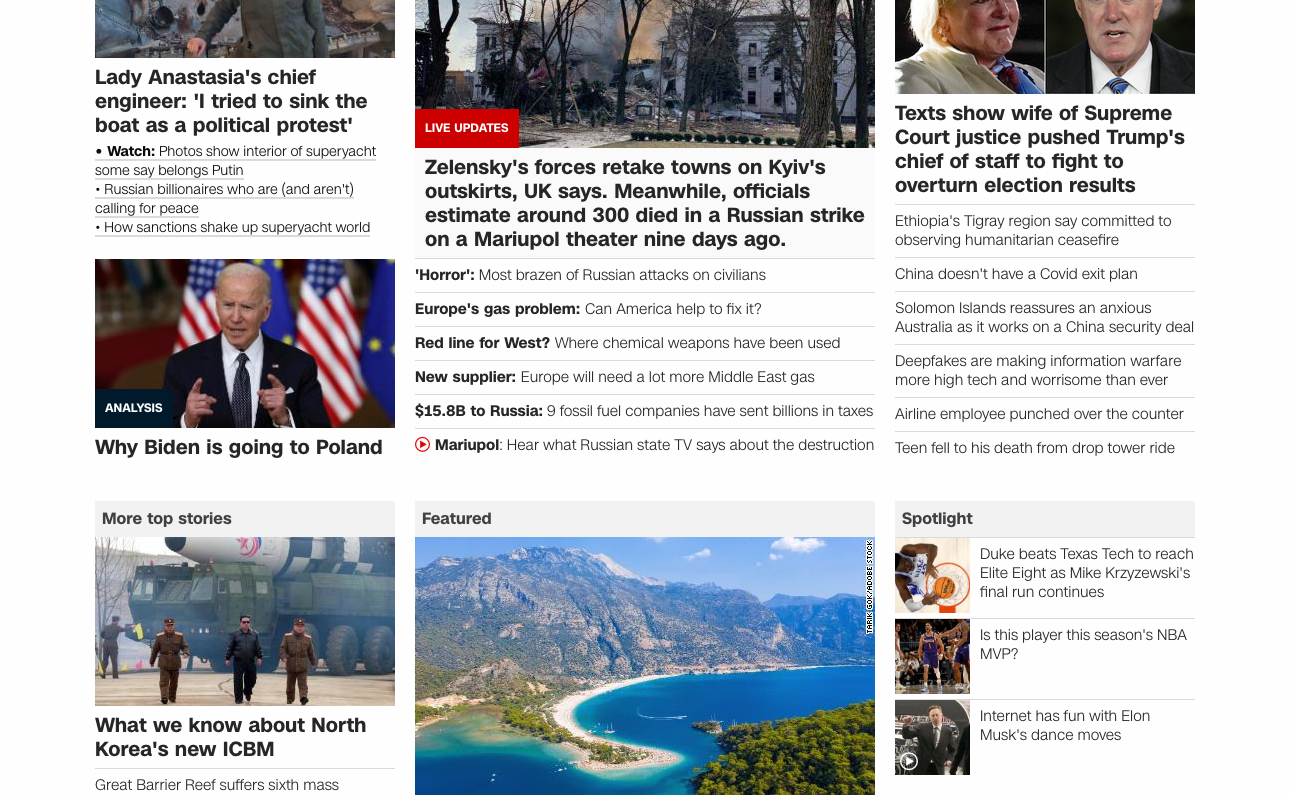 Lady Anastasia's chief
engineer: 'I tried to sink the
boat as a political protest'
• Watch: Photos show interior of superyacht
some say belongs Putin
• Russian billionaires who are (and aren't)
calling for peace
• How sanctions shake up superyacht world
ANALYSIS
Why Biden is going to Poland
LIVE UPDATES
Zelensky's forces retake towns on Kyiv's
outskirts, UK says. Meanwhile, officials
estimate around 300 died in a Russian strike
on a Mariupol theater nine days ago.
'Horror': Most brazen of Russian attacks on civilians
Europe's gas problem: Can America help to fix it?
Red line for West? Where chemical weapons have been used
New supplier: Europe will need a lot more Middle East gas
$15.8B to Russia: 9 fossil fuel companies have sent billions in taxes
Mariupol: Hear what Russian state TV says about the destruction
Texts show wife of Supreme
Court justice pushed Trump's
chief of staff to fight to
overturn election results
Ethiopia's Tigray region say committed to
observing humanitarian ceasefire
China doesn't have a Covid exit plan
Solomon Islands reassures an anxious
Australia as it works on a China security deal
Deepfakes are making information warfare
more high tech and worrisome than ever
Airline employee punched over the counter
Teen fell to his death from drop tower ride
More top stories
What we know about North
Korea's new ICBM
Great Barrier Reef suffers sixth mass
Featured
TARIK GOK/ADOBE STOCK
Spotlight
Duke beats Texas Tech to reach
Elite Eight as Mike Krzyzewski's
final run continues
Is this player this season's NBA
MVP?
Internet has fun with Elon
Musk's dance moves